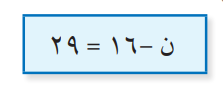 ن – ١٦ = ٢٩